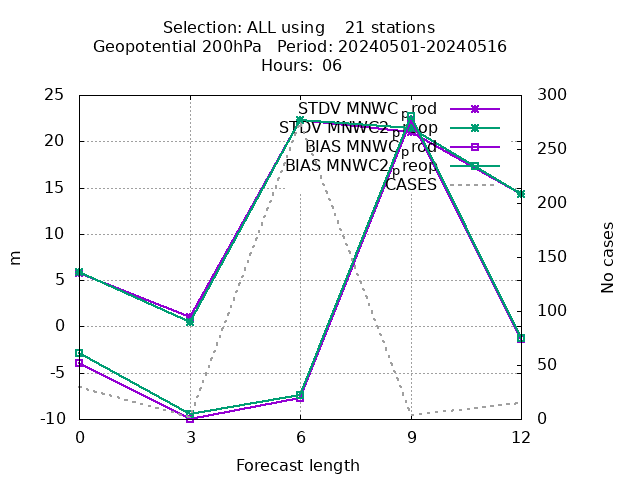 Selection: ALL using    21 stations
Geopotential 200hPa   Period: 20240501-20240516
Hours: 06
STDV MNWC_prod
STDV MNWC2_preop
BIAS MNWC_prod
BIAS MNWC2_preop
CASES
25
20
15
10
5
0
-5
-10
m
300
250
200
150
100
50
0
No cases
0 3 6 9 12
Forecast length